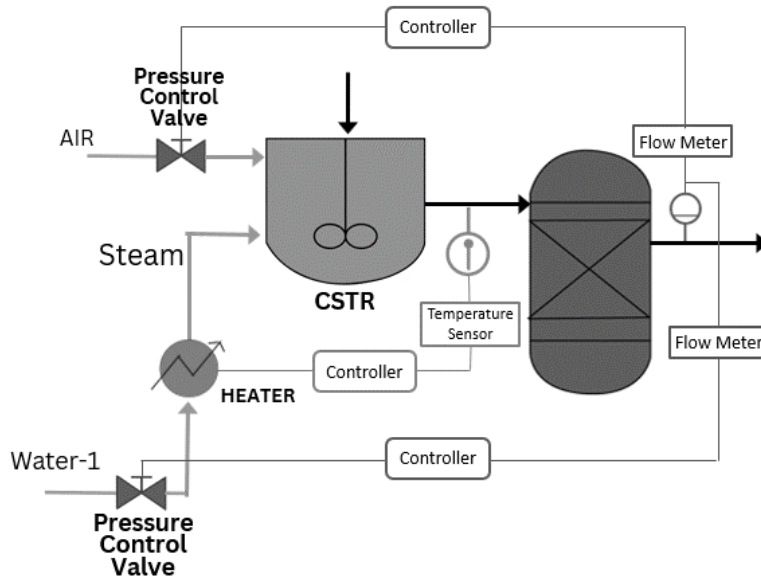 Controller
Pressure
Control
Valve
AIR
Flow Meter
Steam
CSTR
Temperature
Sensor
Flow Meter
Controller
HEATER
Water-1
Controller
Pressure
Control
Valve